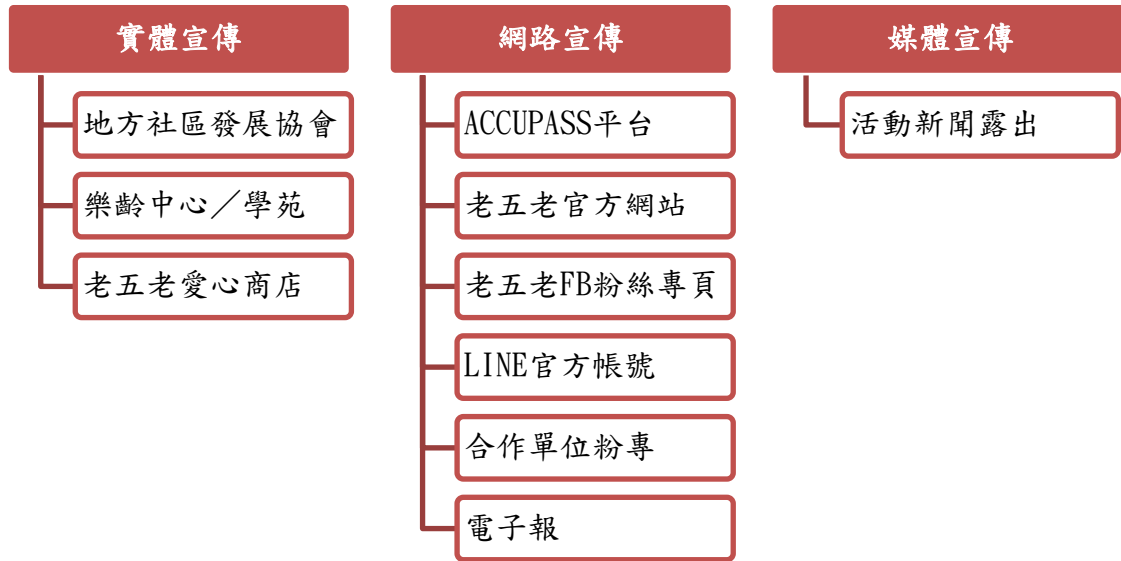 實體宣傳
地方社區發展協會
樂齡中心／學苑
老五老愛心商店
網路宣傳
ACCUPASS平台
老五老官方網站
老五老FB粉絲專頁
LINE官方帳號
合作單位粉專
電子報
媒體宣傳
活動新聞露出